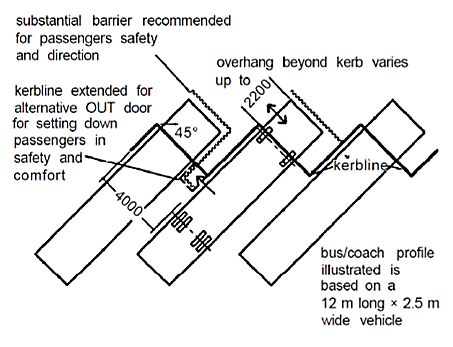 substantial barrier recommended
for passengers safety
and direction
overhang beyond kerb varies
up to
2200
kerbline extended for
alternative OUT door
for setting down
passengers in
safety and
comfort
45°
kerbline
4000
bus/coach profile
illustrated is
based on a
12 m long × 2.5 m
wide vehicle